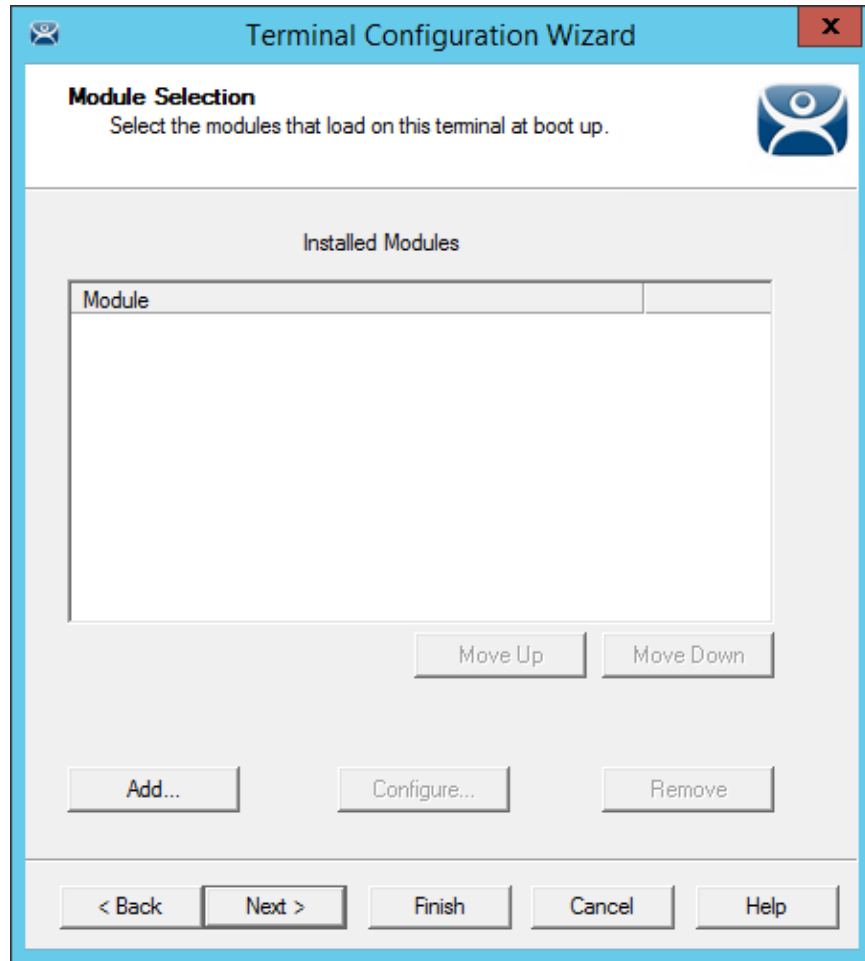 Terminal Configuration Wizard
x
Module Selection
Select the modules that load on this terminal at boot up.
Installed Modules
Module
Move Up
Move Down
Add...
Configure...
Remove
< Back
Next >
Finish
Cancel
Help